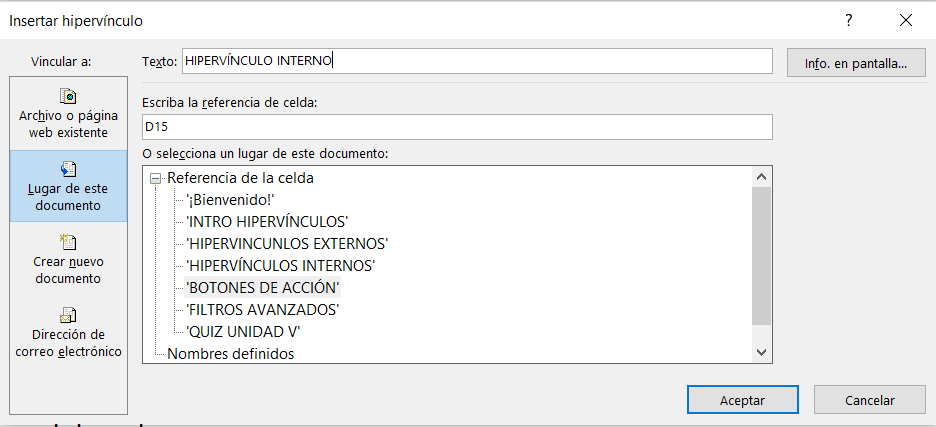 Insertar hipervínculo
?
Vincular a:
Texto: HIPERVÍNCULO INTERNO
Info. en pantalla...
Archivo o página
web existente
Lugar de este
documento
Crear nuevo
documento
Dirección de
correo electrónico
Escriba la referencia de celda:
D15
O selecciona un lugar de este documento:
Referencia de la celda
'¡Bienvenido!'
'INTRO HIPERVÍNCULOS'
'HIPERVINCUNLOS EXTERNOS'
'HIPERVÍNCULOS INTERNOS'
'BOTONES DE ACCIÓN'
'FILTROS AVANZADOS'
'QUIZ UNIDAD V'
Nombres definidos
Aceptar
Cancelar